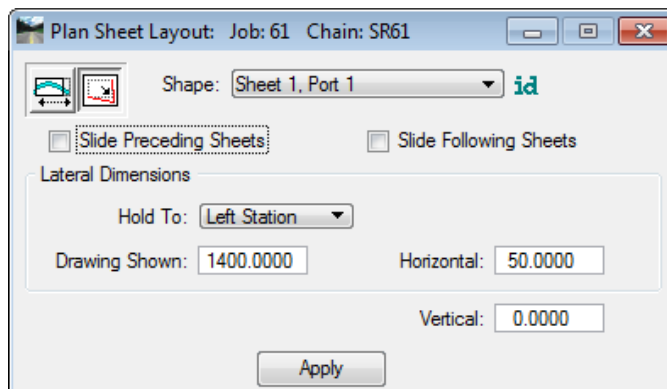 Plan Sheet Layout: Job: 61 Chain: SR61
Shape: Sheet 1, Port 1 id
Slide Preceding Sheets Slide Following Sheets
Lateral Dimensions
Hold To: Left Station
Drawing Shown: 1400.0000 Horizontal: 50.0000
Vertical: 0.0000
Apply